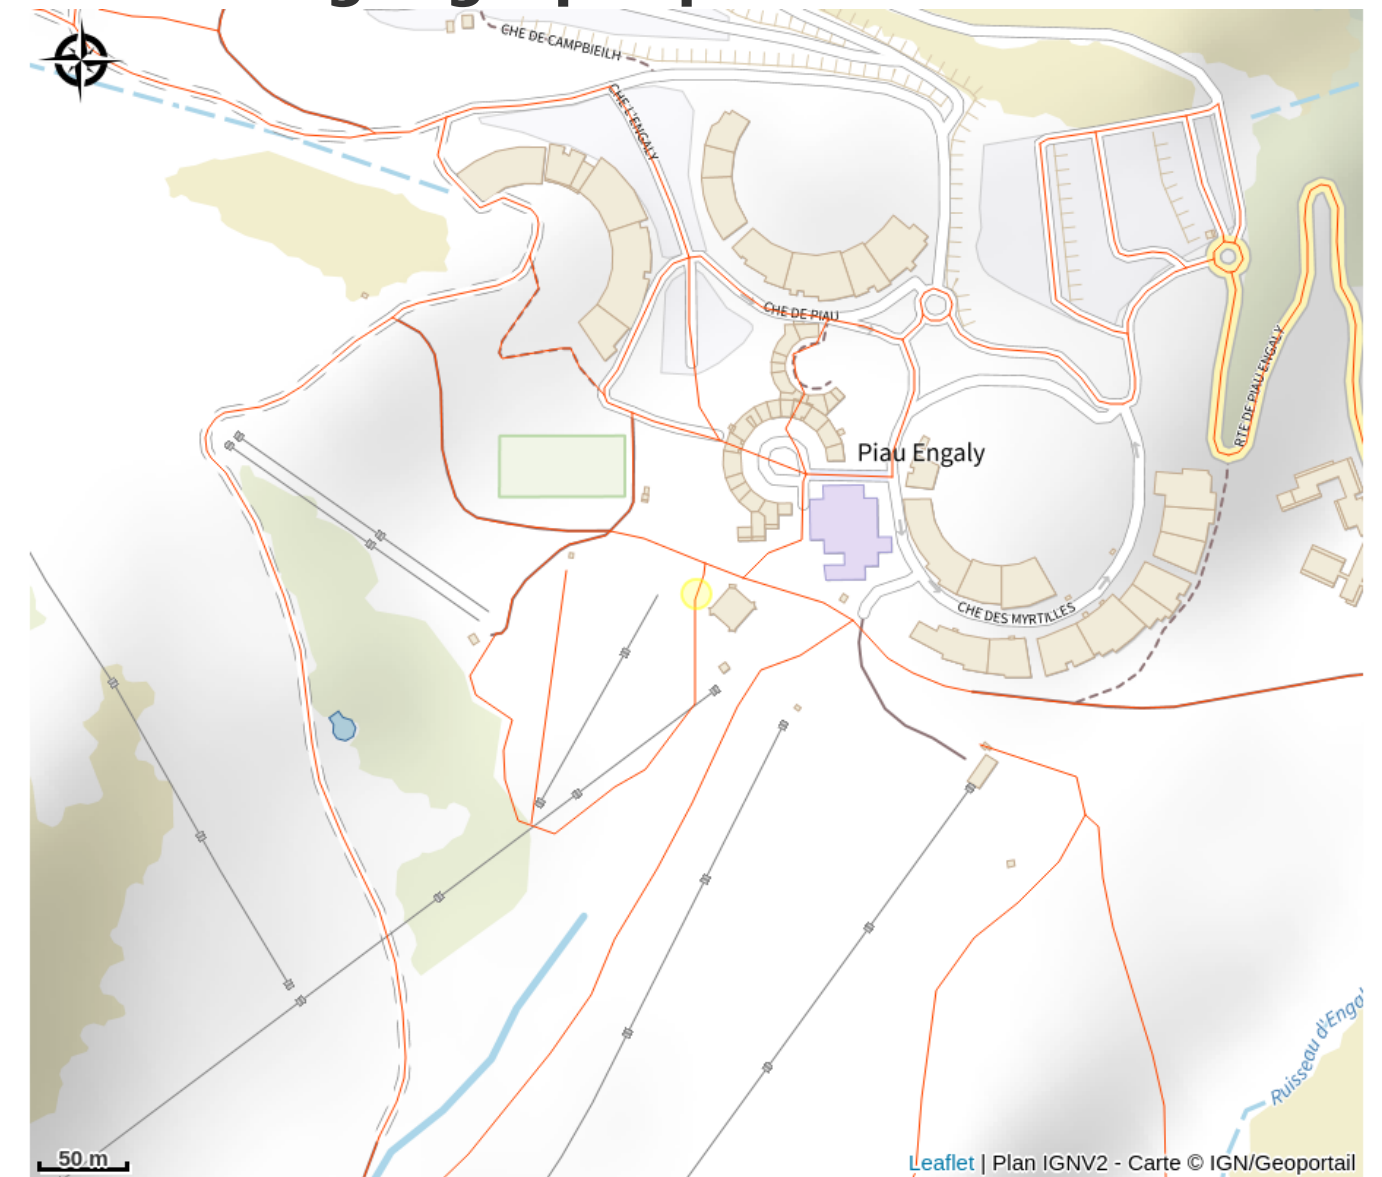 CHE DE CAMPBIEILH
CHE L'ENGALY
CHE DE PIAU
RTE DE PIAU ENGALY
Piau Engaly
CHE DES MYRTILLES
Ruisseau d'Engal
50 m
Leaflet | Plan IGNV2 - Carte © IGN/Geoportail